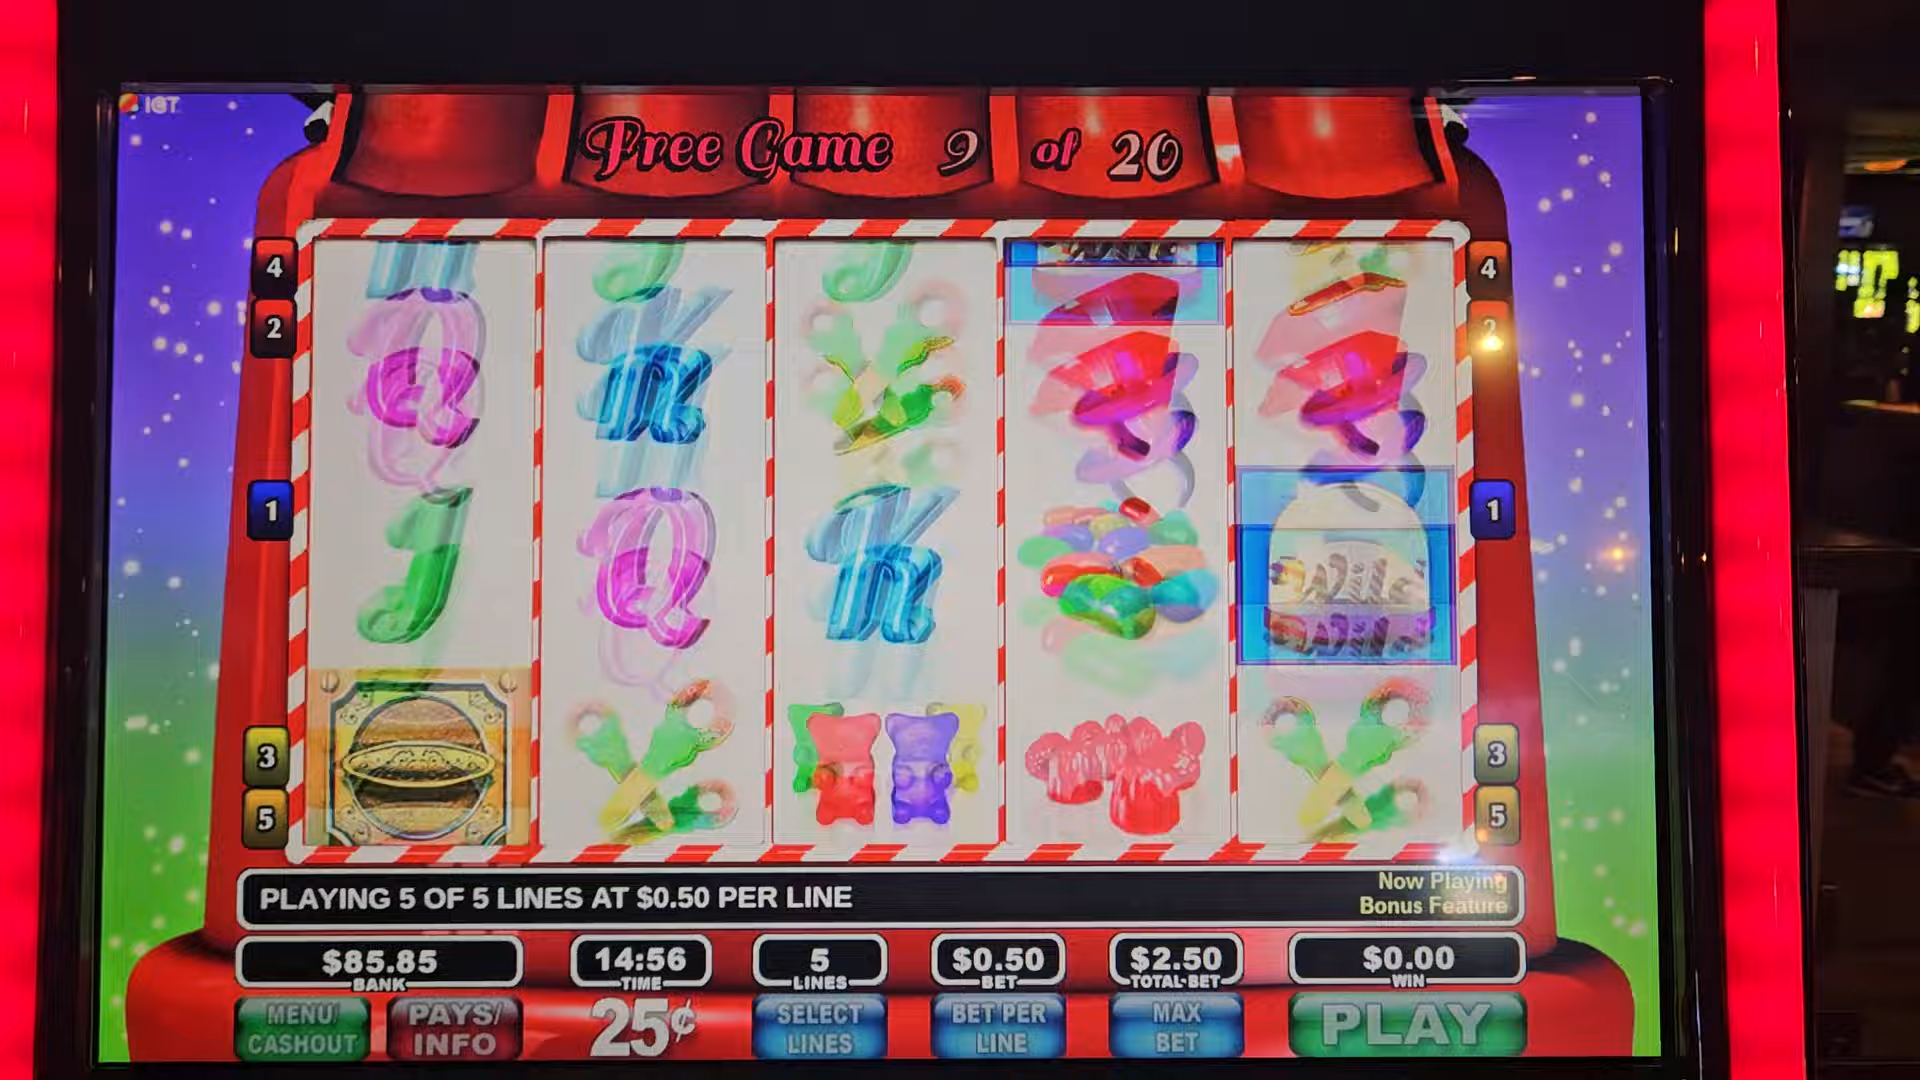 IGT
Free Game 9 of 20
4 4
2 2
1 1
3 3
5 5
Q K
J Q K Wild
Wild
PLAYING 5 OF 5 LINES AT $0.50 PER LINE
Now Playing
Bonus Feature
$85.85 14:56 5 $0.50 $2.50 $0.00
BANK TIME LINES BET TOTAL BET WIN
MENU/
CASHOUT
PAYS/
INFO
25¢
SELECT
LINES
BET PER
LINE
MAX
BET
PLAY